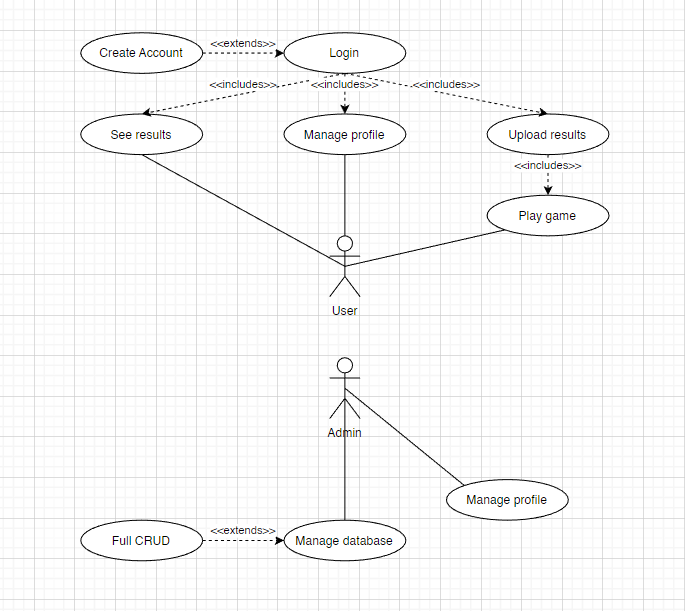 Create Account
<<extends>>
Login
<<includes>>
<<includes>>
<<includes>>
See results
Manage profile
Upload results
<<includes>>
Play game
User
Admin
Manage profile
Full CRUD
<<extends>>
Manage database